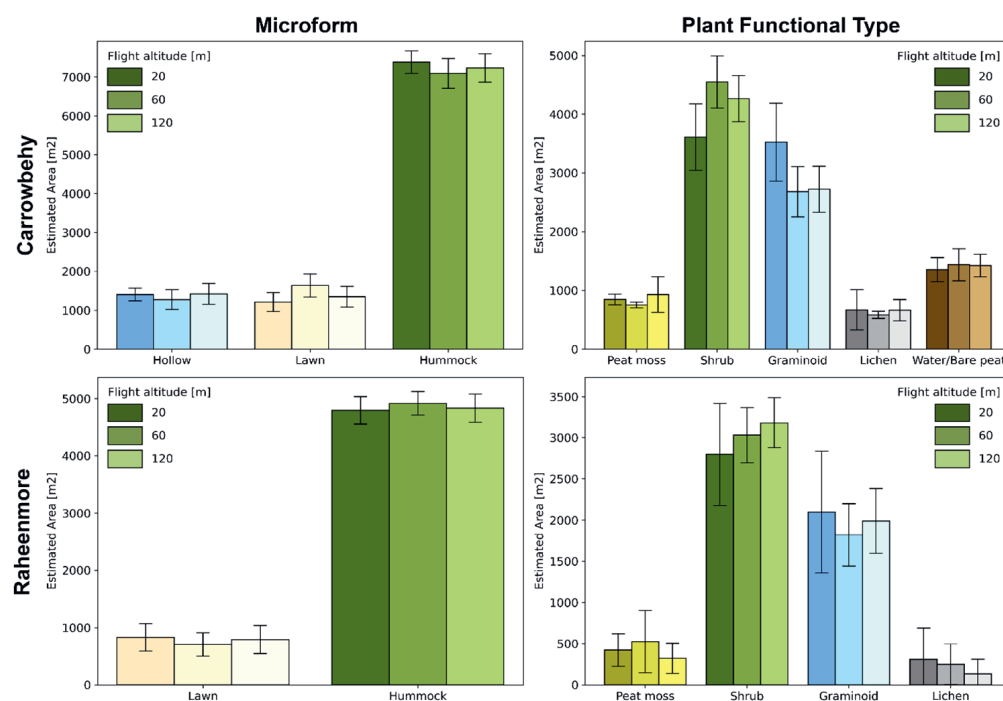 Microform
Plant Functional Type
Carrowbehy
Estimated Area [m2]
7000
6000
5000
4000
3000
2000
1000
0
Flight altitude [m]
20
60
120
Hollow
Lawn
Hummock
Estimated Area [m2]
5000
4000
3000
2000
1000
0
Flight altitude [m]
20
60
120
Peat moss
Shrub
Graminoid
Lichen
Water/Bare peat
Raheenmore
Estimated Area [m2]
5000
4000
3000
2000
1000
0
Flight altitude [m]
20
60
120
Lawn
Hummock
Estimated Area [m2]
3500
3000
2500
2000
1500
1000
500
0
Flight altitude [m]
20
60
120
Peat moss
Shrub
Graminoid
Lichen